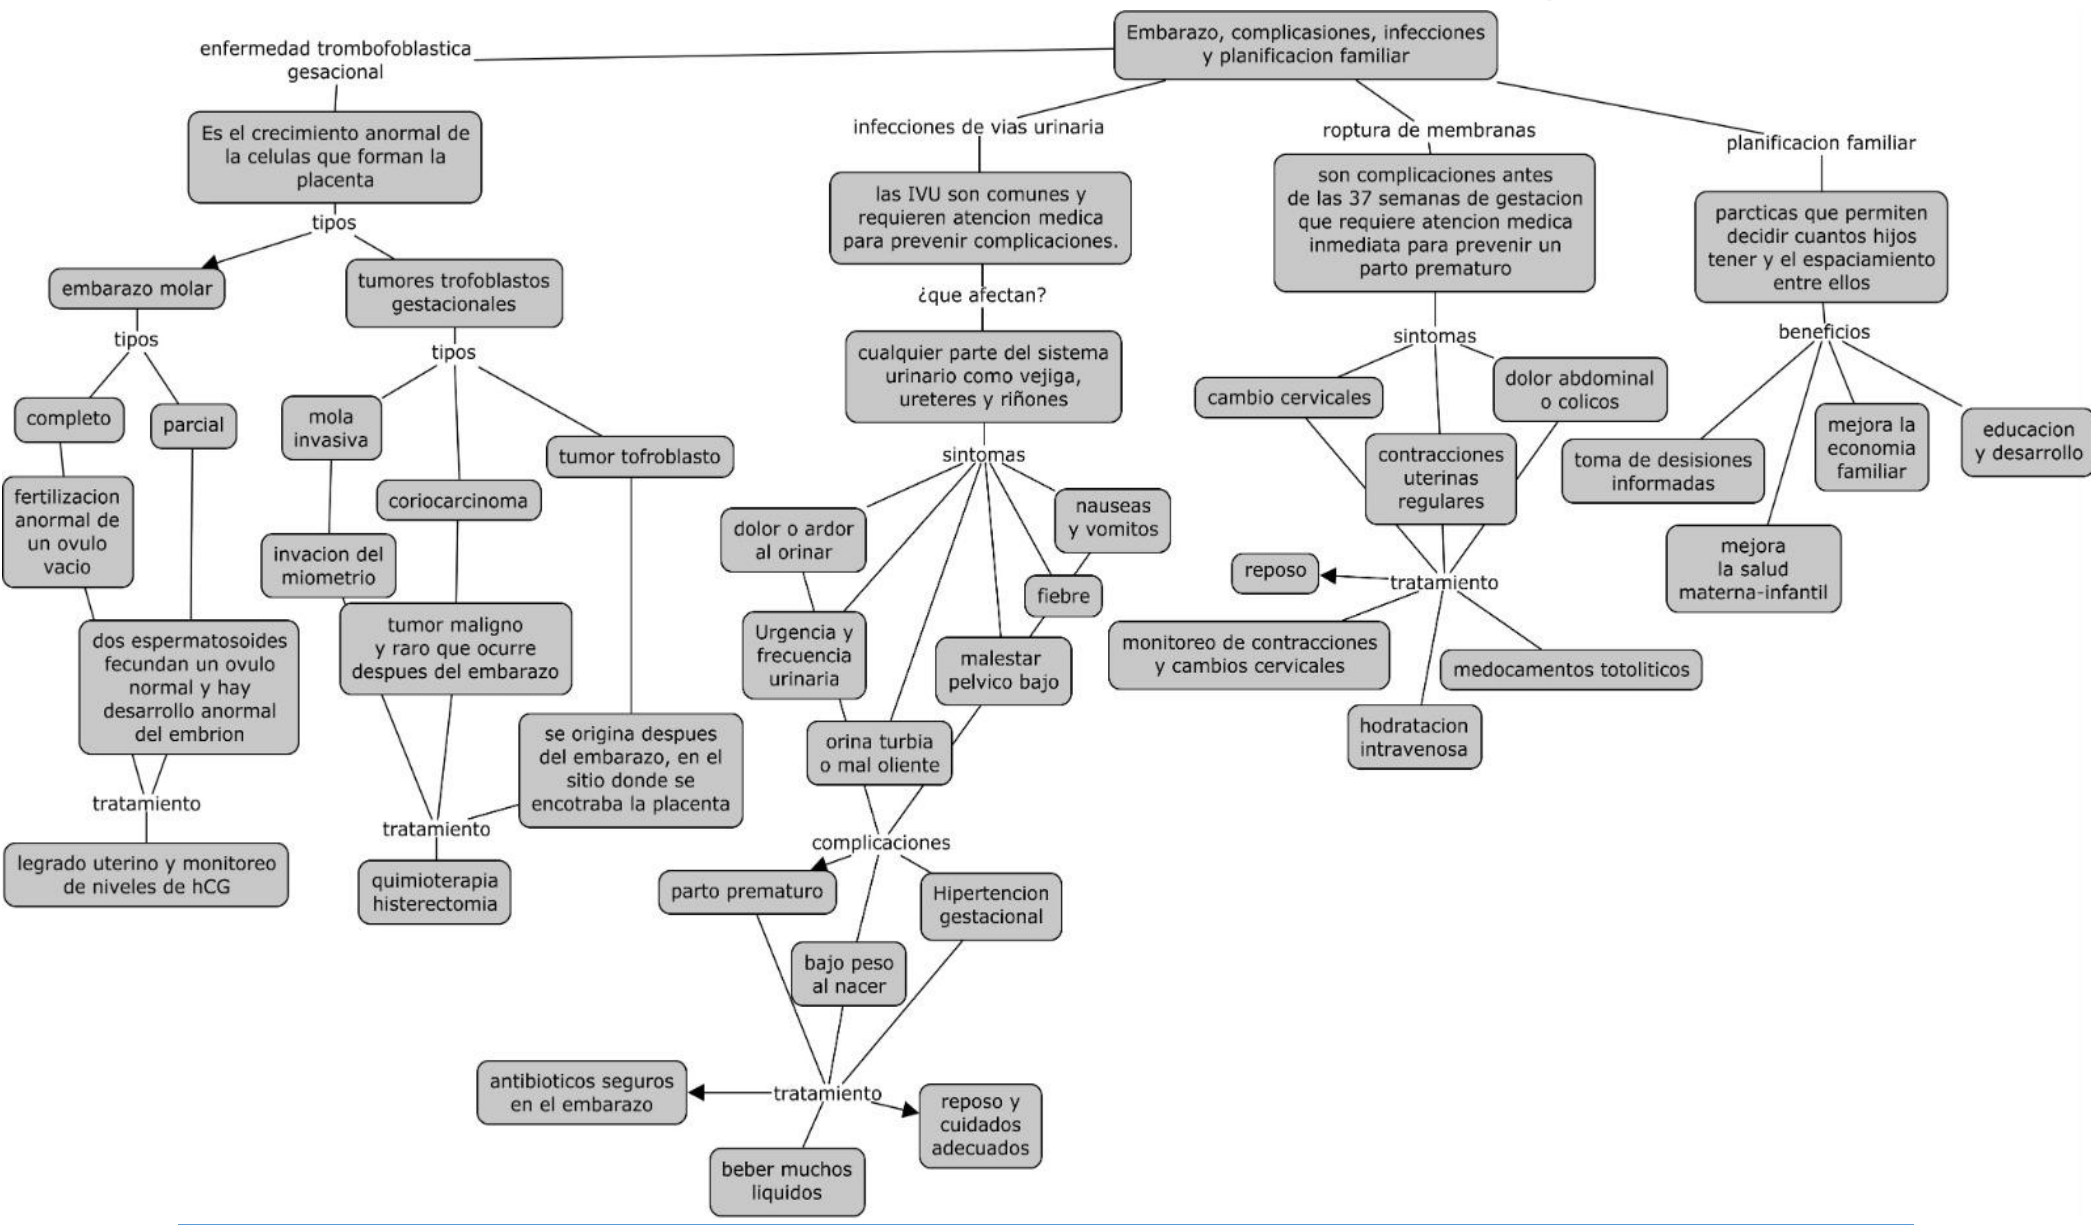 Embarazo, complicasiones, infecciones
y planificacion familiar
enfermedad trombofoblastica
gesacional
Es el crecimiento anormal de
la celulas que forman la
placenta
tipos
embarazo molar
tipos
completo
parcial
fertilizacion
anormal de
un ovulo
vacio
dos espermatosoides
fecundan un ovulo
normal y hay
desarrollo anormal
del embrion
tratamiento
legrado uterino y monitoreo
de niveles de hCG
tumores trofoblastos
gestacionales
tipos
mola
invasiva
coriocarcinoma
tumor tofroblasto
invacion del
miometrio
tumor maligno
y raro que ocurre
despues del embarazo
se origina despues
del embarazo, en el
sitio donde se
encotraba la placenta
tratamiento
quimioterapia
histerectomia
infecciones de vias urinaria
las IVU son comunes y
requieren atencion medica
para prevenir complicaciones.
¿que afectan?
cualquier parte del sistema
urinario como vejiga,
ureteres y riñones
sintomas
dolor o ardor
al orinar
nauseas
y vomitos
fiebre
Urgencia y
frecuencia
urinaria
malestar
pelvico bajo
orina turbia
o mal oliente
complicaciones
parto prematuro
Hipertencion
gestacional
bajo peso
al nacer
tratamiento
antibioticos seguros
en el embarazo
reposo y
cuidados
adecuados
beber muchos
liquidos
roptura de membranas
son complicaciones antes
de las 37 semanas de gestacion
que requiere atencion medica
inmediata para prevenir un
parto prematuro
sintomas
cambio cervicales
dolor abdominal
o colicos
contracciones
uterinas
regulares
tratamiento
reposo
monitoreo de contracciones
y cambios cervicales
medocamentos totoliticos
hodratacion
intravenosa
planificacion familiar
parcticas que permiten
decidir cuantos hijos
tener y el espaciamiento
entre ellos
beneficios
toma de desisiones
informadas
mejora la
economia
familiar
educacion
y desarrollo
mejora
la salud
materna-infantil